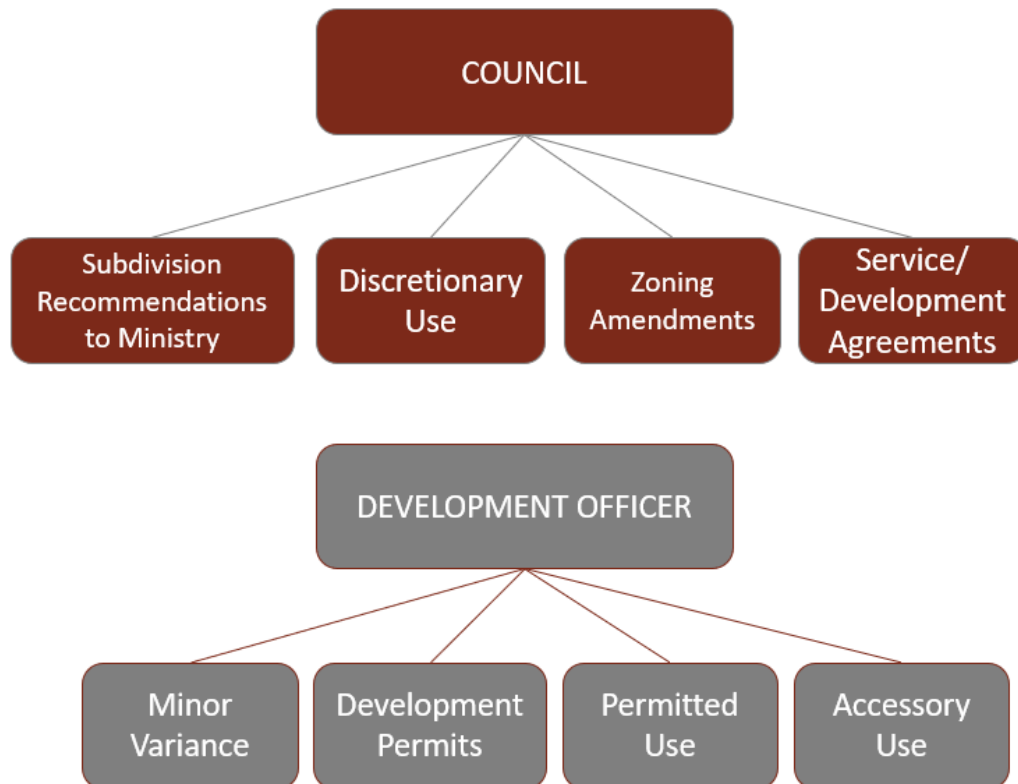 COUNCIL
Subdivision
Recommendations
to Ministry
Discretionary
Use
Zoning
Amendments
Service/
Development
Agreements
DEVELOPMENT OFFICER
Minor
Variance
Development
Permits
Permitted
Use
Accessory
Use